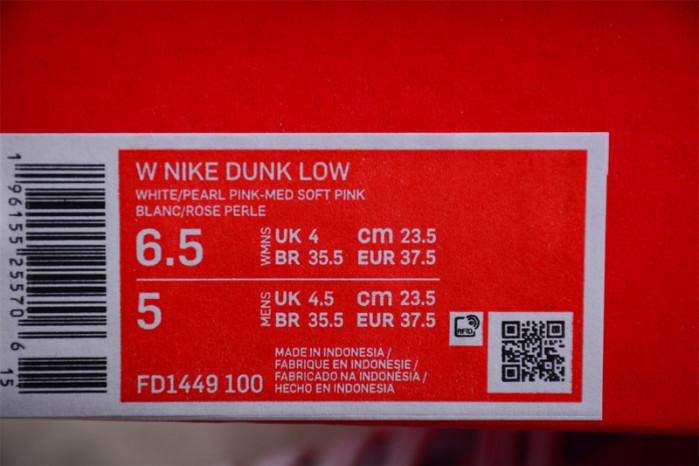 W NIKE DUNK LOW
WHITE/PEARL PINK-MED SOFT PINK
BLANC/ROSE PERLE
6.5 WMNS UK 4 cm 23.5
BR 35.5 EUR 37.5
5 MENS UK 4.5 cm 23.5
BR 35.5 EUR 37.5
FD1449 100
MADE IN INDONESIA /
FABRIQUE EN INDONESIE /
FABRICADO NA INDONÉSIA /
HECHO EN INDONESIA
RFID
1 96155 25570 6
15